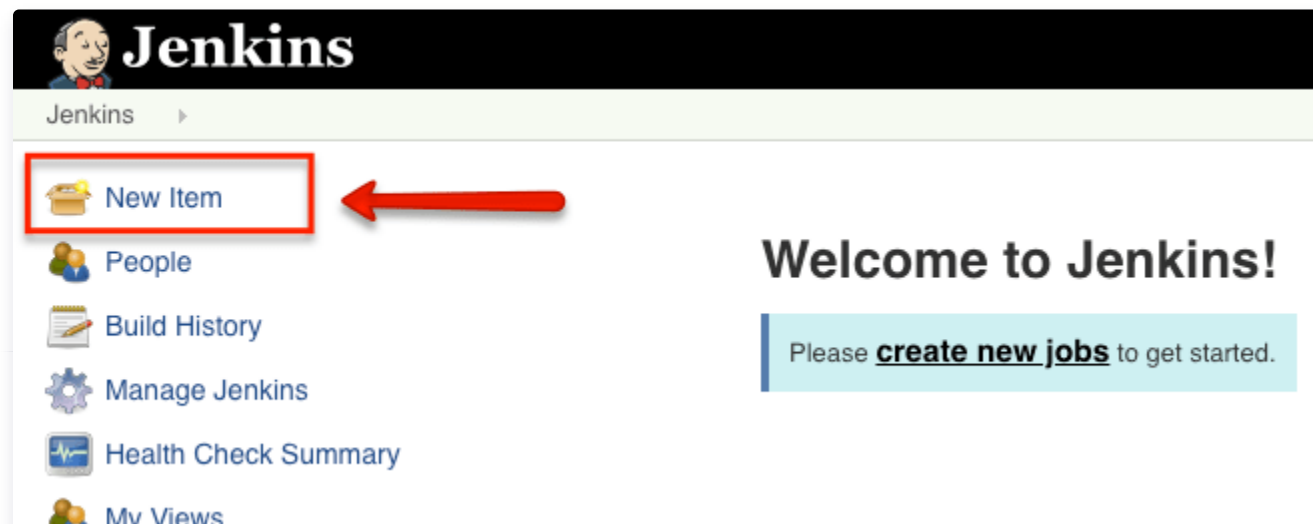 Jenkins
Jenkins
New Item
People
Build History
Manage Jenkins
Health Check Summary
My Views
Welcome to Jenkins!
Please create new jobs to get started.